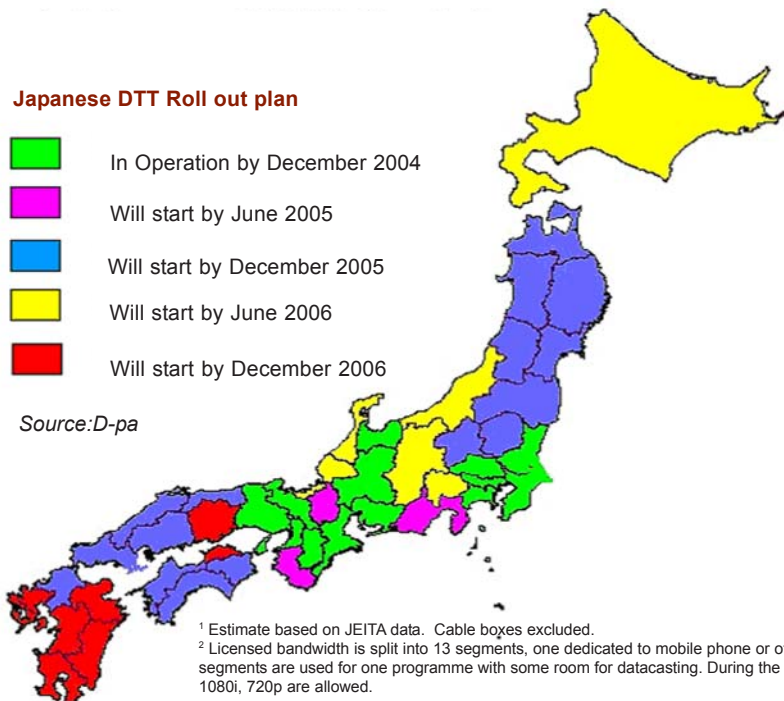 Japanese DTT Roll out plan
In Operation by December 2004
Will start by June 2005
Will start by December 2005
Will start by June 2006
Will start by December 2006
Source:D-pa
¹ Estimate based on JEITA data. Cable boxes excluded.
² Licensed bandwidth is split into 13 segments, one dedicated to mobile phone or
segments are used for one programme with some room for datacasting. During the
1080i, 720p are allowed.